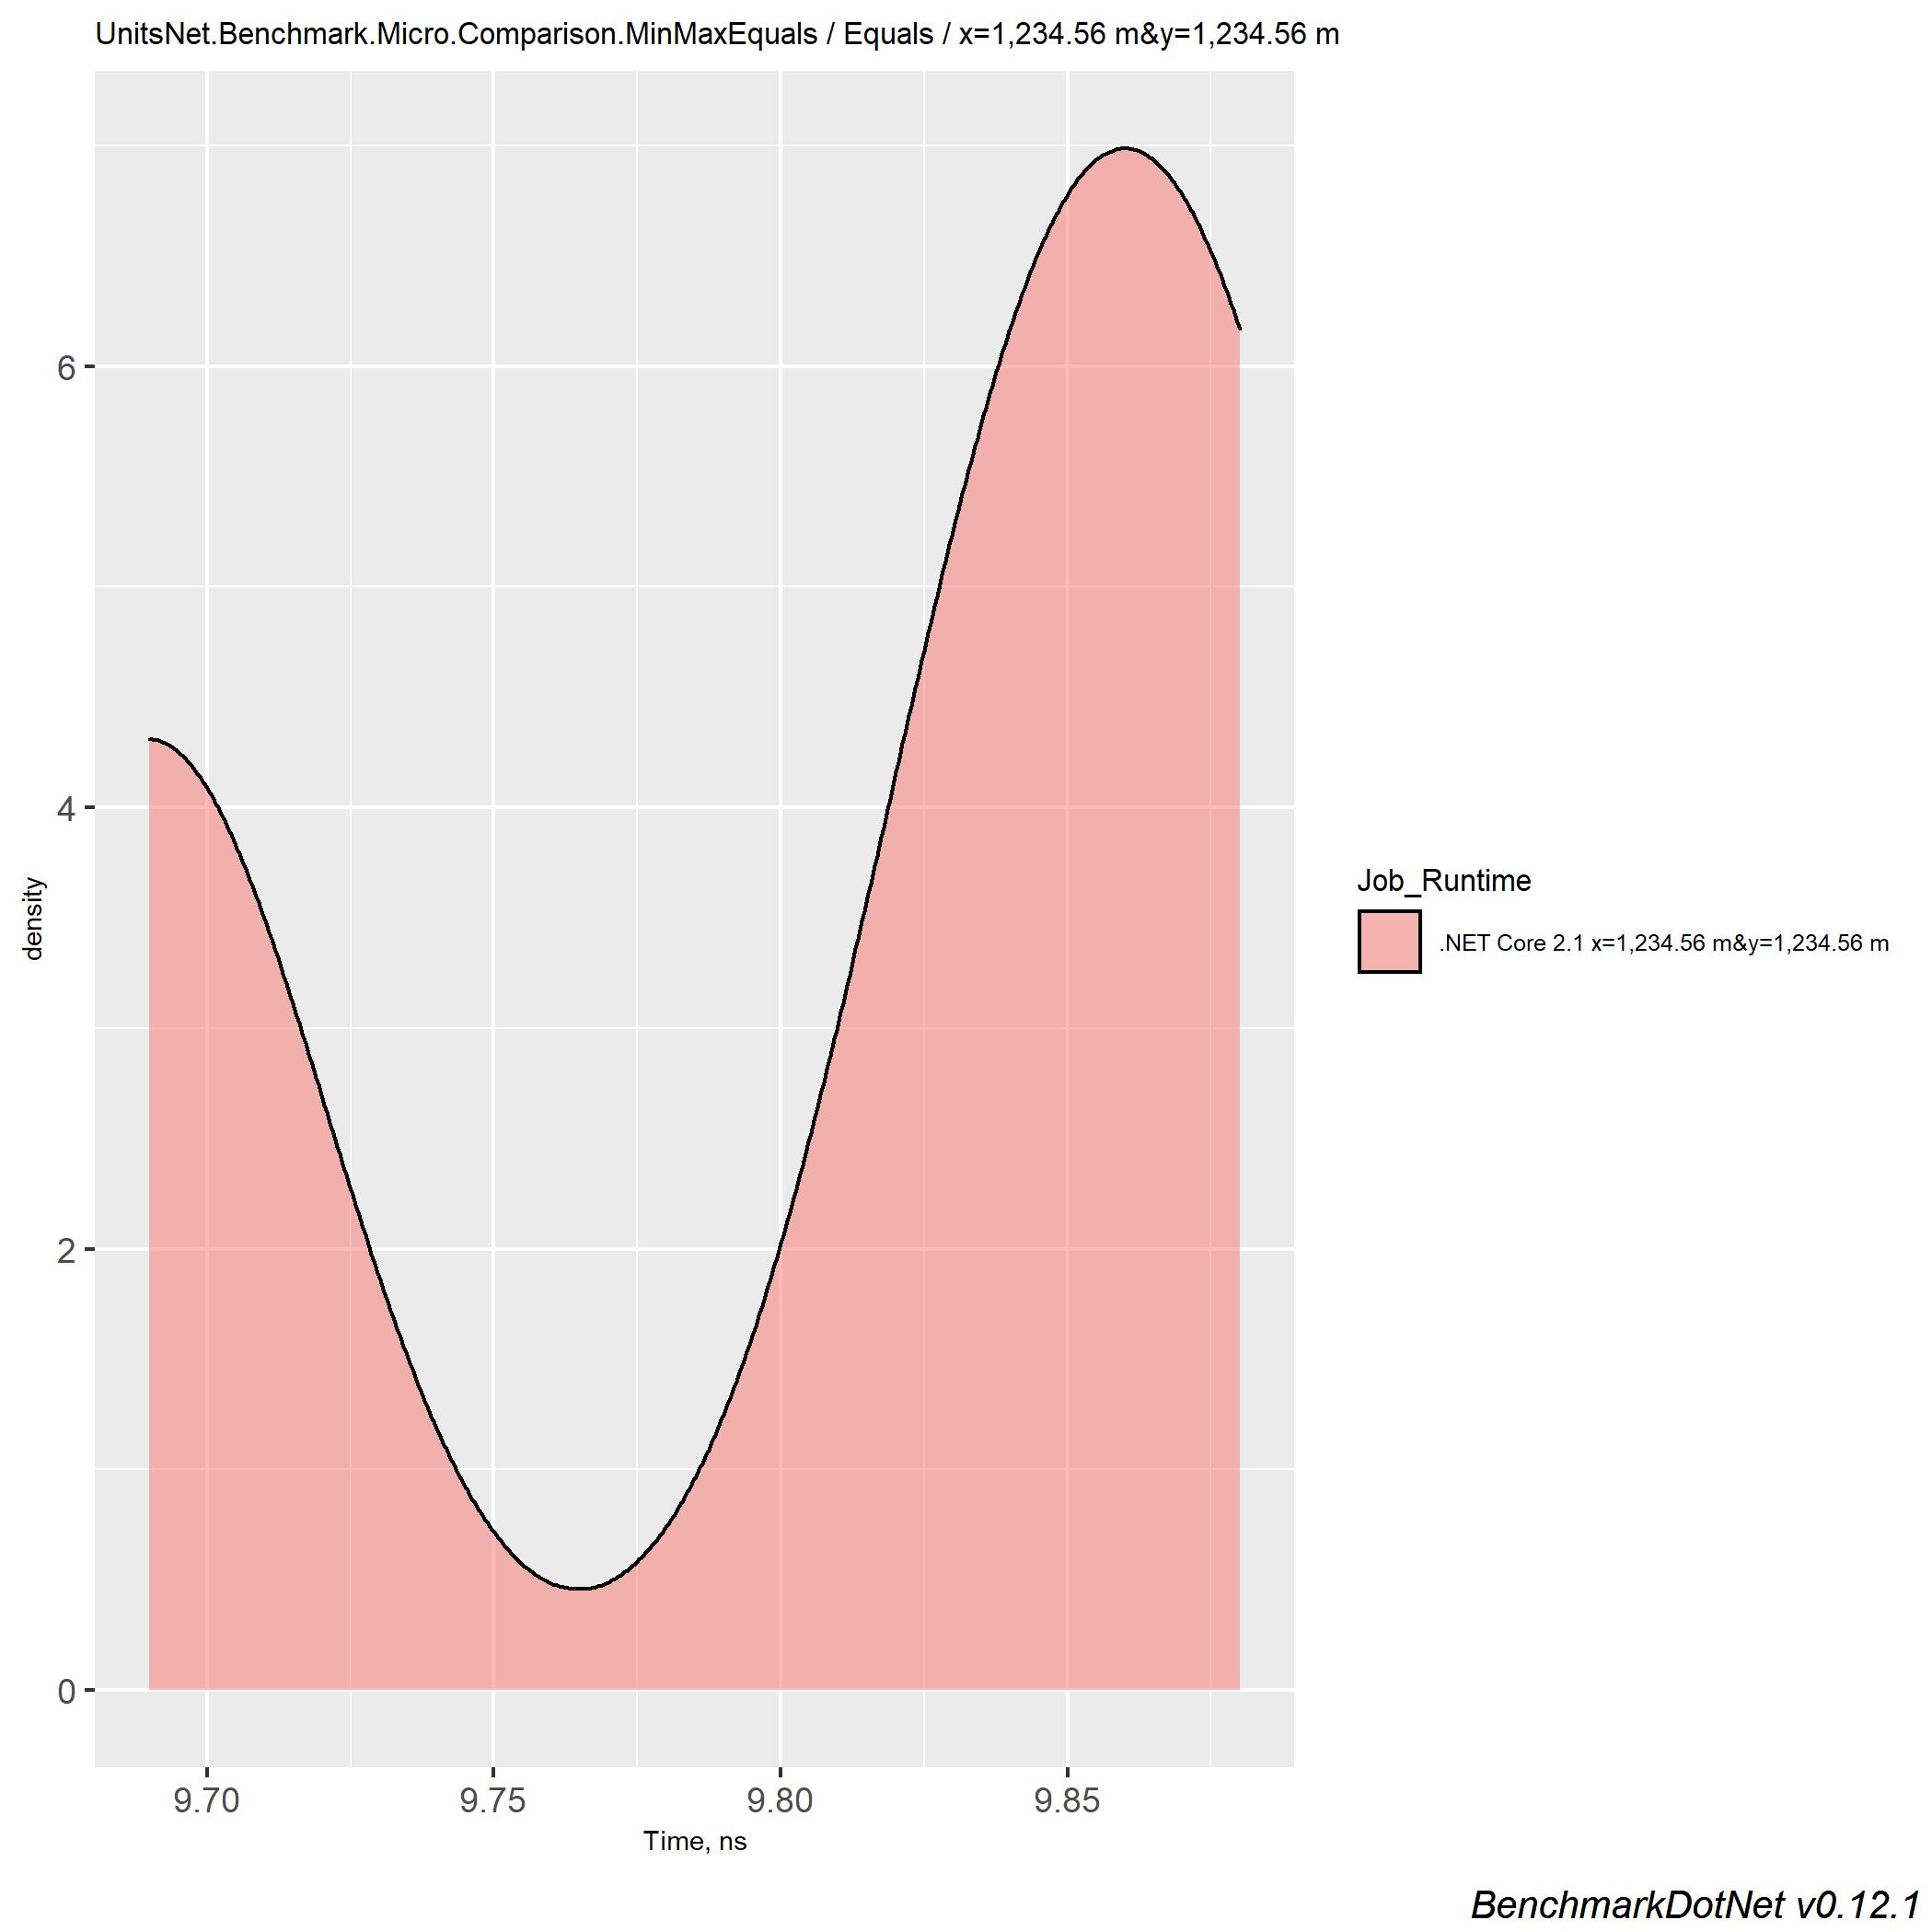 UnitsNet.Benchmark.Micro.Comparison.MinMaxEquals / Equals / x=1,234.56 m&y=1,234.56 m
6
4
2
0
density
9.70 9.75 9.80 9.85
Time, ns
Job_Runtime
.NET Core 2.1 x=1,234.56 m&y=1,234.56 m
BenchmarkDotNet v0.12.1